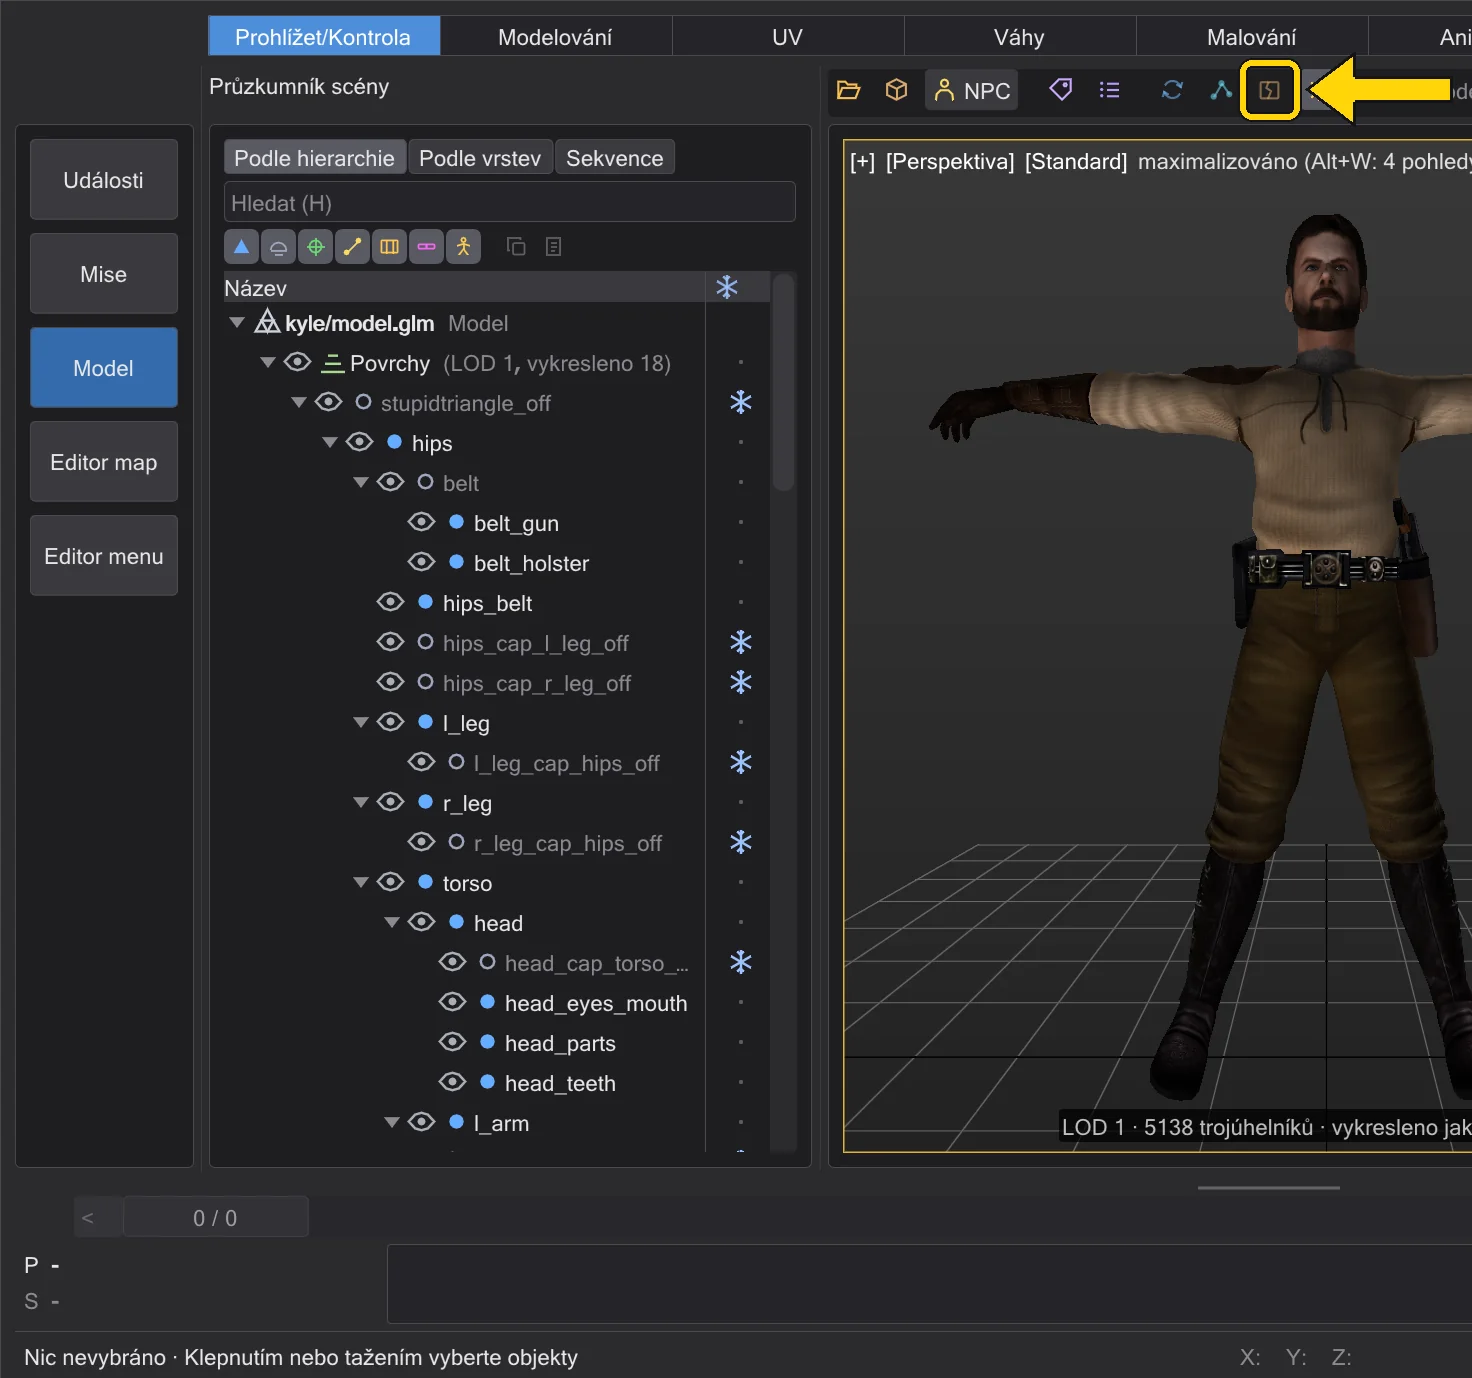 Prohlížet/Kontrola
Modelování
UV
Váhy
Malování
Ani
Průzkumník scény
NPC
Události
Mise
Model
Editor map
Editor menu
Podle hierarchie
Podle vrstev
Sekvence
Hledat (H)
Název
kyle/model.glm Model
Povrchy (LOD 1, vykresleno 18)
stupidtriangle_off
hips
belt
belt_gun
belt_holster
hips_belt
hips_cap_l_leg_off
hips_cap_r_leg_off
l_leg
l_leg_cap_hips_off
r_leg
r_leg_cap_hips_off
torso
head
head_cap_torso_...
head_eyes_mouth
head_parts
head_teeth
l_arm
[+] [Perspektiva] [Standard] maximalizováno (Alt+W: 4 pohledy
LOD 1 · 5138 trojúhelníků · vykresleno jak
< 0 / 0
P -
S -
Nic nevybráno · Klepnutím nebo tažením vyberte objekty
X: Y: Z: